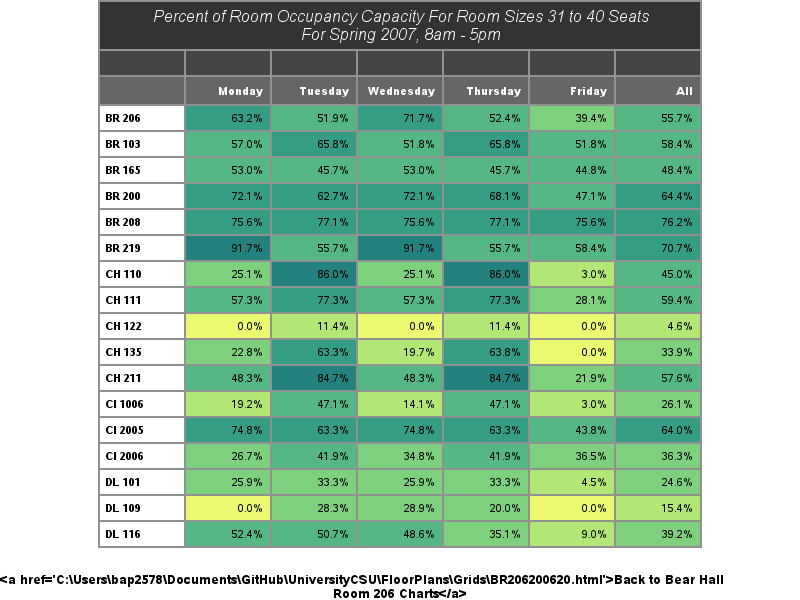 Percent of Room Occupancy Capacity For Room Sizes 31 to 40 Seats
For Spring 2007, 8am - 5pm
Monday Tuesday Wednesday Thursday Friday All
BR 206 63.2% 51.9% 71.7% 52.4% 39.4% 55.7%
BR 103 57.0% 65.8% 51.8% 65.8% 51.8% 58.4%
BR 165 53.0% 45.7% 53.0% 45.7% 44.8% 48.4%
BR 200 72.1% 62.7% 72.1% 68.1% 47.1% 64.4%
BR 208 75.6% 77.1% 75.6% 77.1% 75.6% 76.2%
BR 219 91.7% 55.7% 91.7% 55.7% 58.4% 70.7%
CH 110 25.1% 86.0% 25.1% 86.0% 3.0% 45.0%
CH 111 57.3% 77.3% 57.3% 77.3% 28.1% 59.4%
CH 122 0.0% 11.4% 0.0% 11.4% 0.0% 4.6%
CH 135 22.8% 63.3% 19.7% 63.8% 0.0% 33.9%
CH 211 48.3% 84.7% 48.3% 84.7% 21.9% 57.6%
CI 1006 19.2% 47.1% 14.1% 47.1% 3.0% 26.1%
CI 2005 74.8% 63.3% 74.8% 63.3% 43.8% 64.0%
CI 2006 26.7% 41.9% 34.8% 41.9% 36.5% 36.3%
DL 101 25.9% 33.3% 25.9% 33.3% 4.5% 24.6%
DL 109 0.0% 28.3% 28.9% 20.0% 0.0% 15.4%
DL 116 52.4% 50.7% 48.6% 35.1% 9.0% 39.2%
<a href='C:\Users\bap2578\Documents\GitHub\UniversityCSU\FloorPlans\Grids\BR206200620.html'>Back to Bear Hall
Room 206 Charts</a>